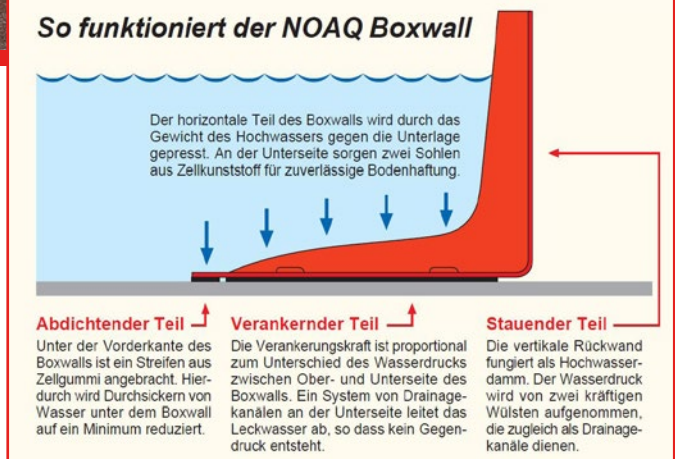 So funktioniert der NOAQ Boxwall
Der horizontale Teil des Boxwalls wird durch das
Gewicht des Hochwassers gegen die Unterlage
gepresst. An der Unterseite sorgen zwei Sohlen
aus Zellkunststoff für zuverlässige Bodenhaftung.
Abdichtender Teil
Unter der Vorderkante des
Boxwalls ist ein Streifen aus
Zellgummi angebracht. Hier-
durch wird Durchsickern von
Wasser unter dem Boxwall
auf ein Minimum reduziert.
Verankernder Teil
Die Verankerungskraft ist proportional
zum Unterschied des Wasserdrucks
zwischen Ober- und Unterseite des
Boxwalls. Ein System von Drainage-
kanälen an der Unterseite leitet das
Leckwasser ab, so dass kein Gegen-
druck entsteht.
Stauender Teil
Die vertikale Rückwand
fungiert als Hochwasser-
damm. Der Wasserdruck
wird von zwei kräftigen
Wülsten aufgenommen,
die zugleich als Drainage-
kanäle dienen.